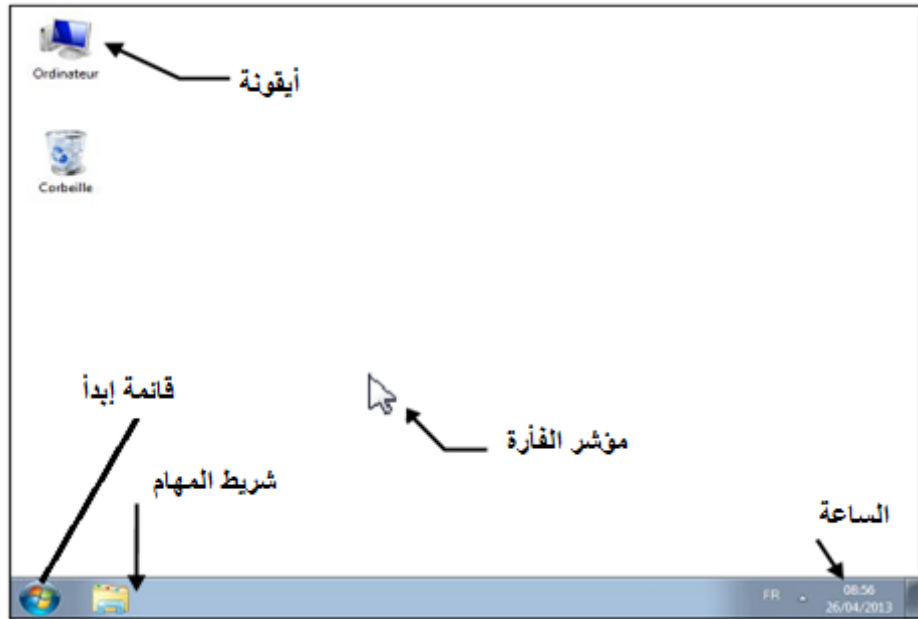 Ordinateur
أيقونة
Corbeille
قائمة إبدأ
مؤشر الفأرة
شريط المهام
الساعة
FR
08:56
26/04/2013